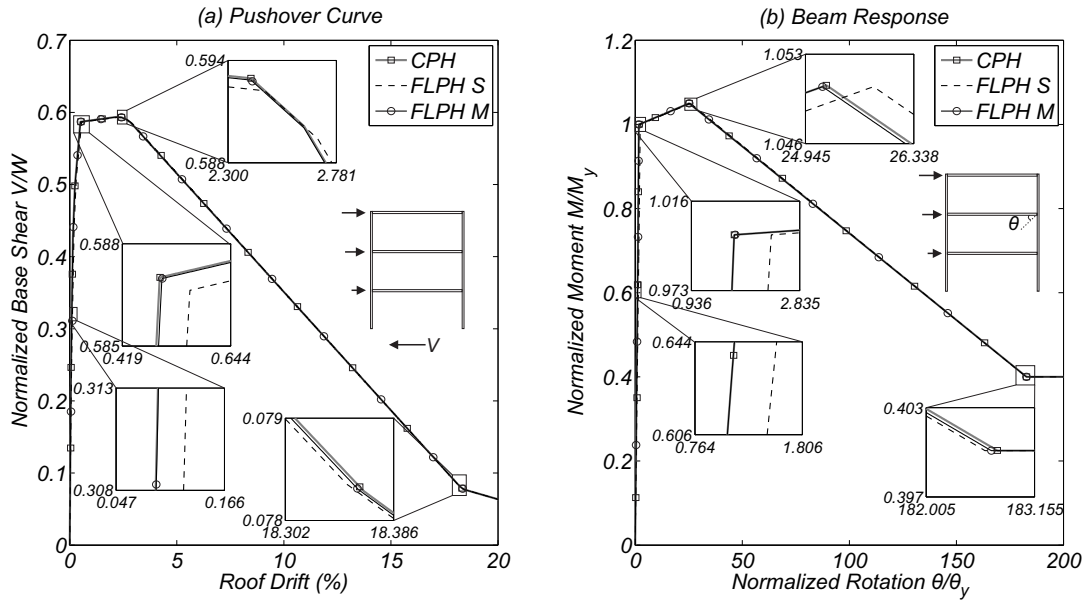 (a) Pushover Curve
0.7
0.6
0.5
0.4
0.3
0.2
0.1
0
0 5 10 15 20
Normalized Base Shear V/W
Roof Drift (%)
CPH
FLPH S
FLPH M
0.594
0.588
2.300 2.781
0.588
0.585
0.419 0.644
0.313
0.308
0.047 0.166
0.079
0.078
18.302 18.386
V
(b) Beam Response
1.2
1
0.8
0.6
0.4
0.2
0
0 50 100 150 200
Normalized Moment M/My
Normalized Rotation θ/θy
CPH
FLPH S
FLPH M
1.053
1.046
24.945 26.338
1.016
0.973
0.936 2.835
0.644
0.606
0.764 1.806
0.403
0.397
182.005 183.155
θ